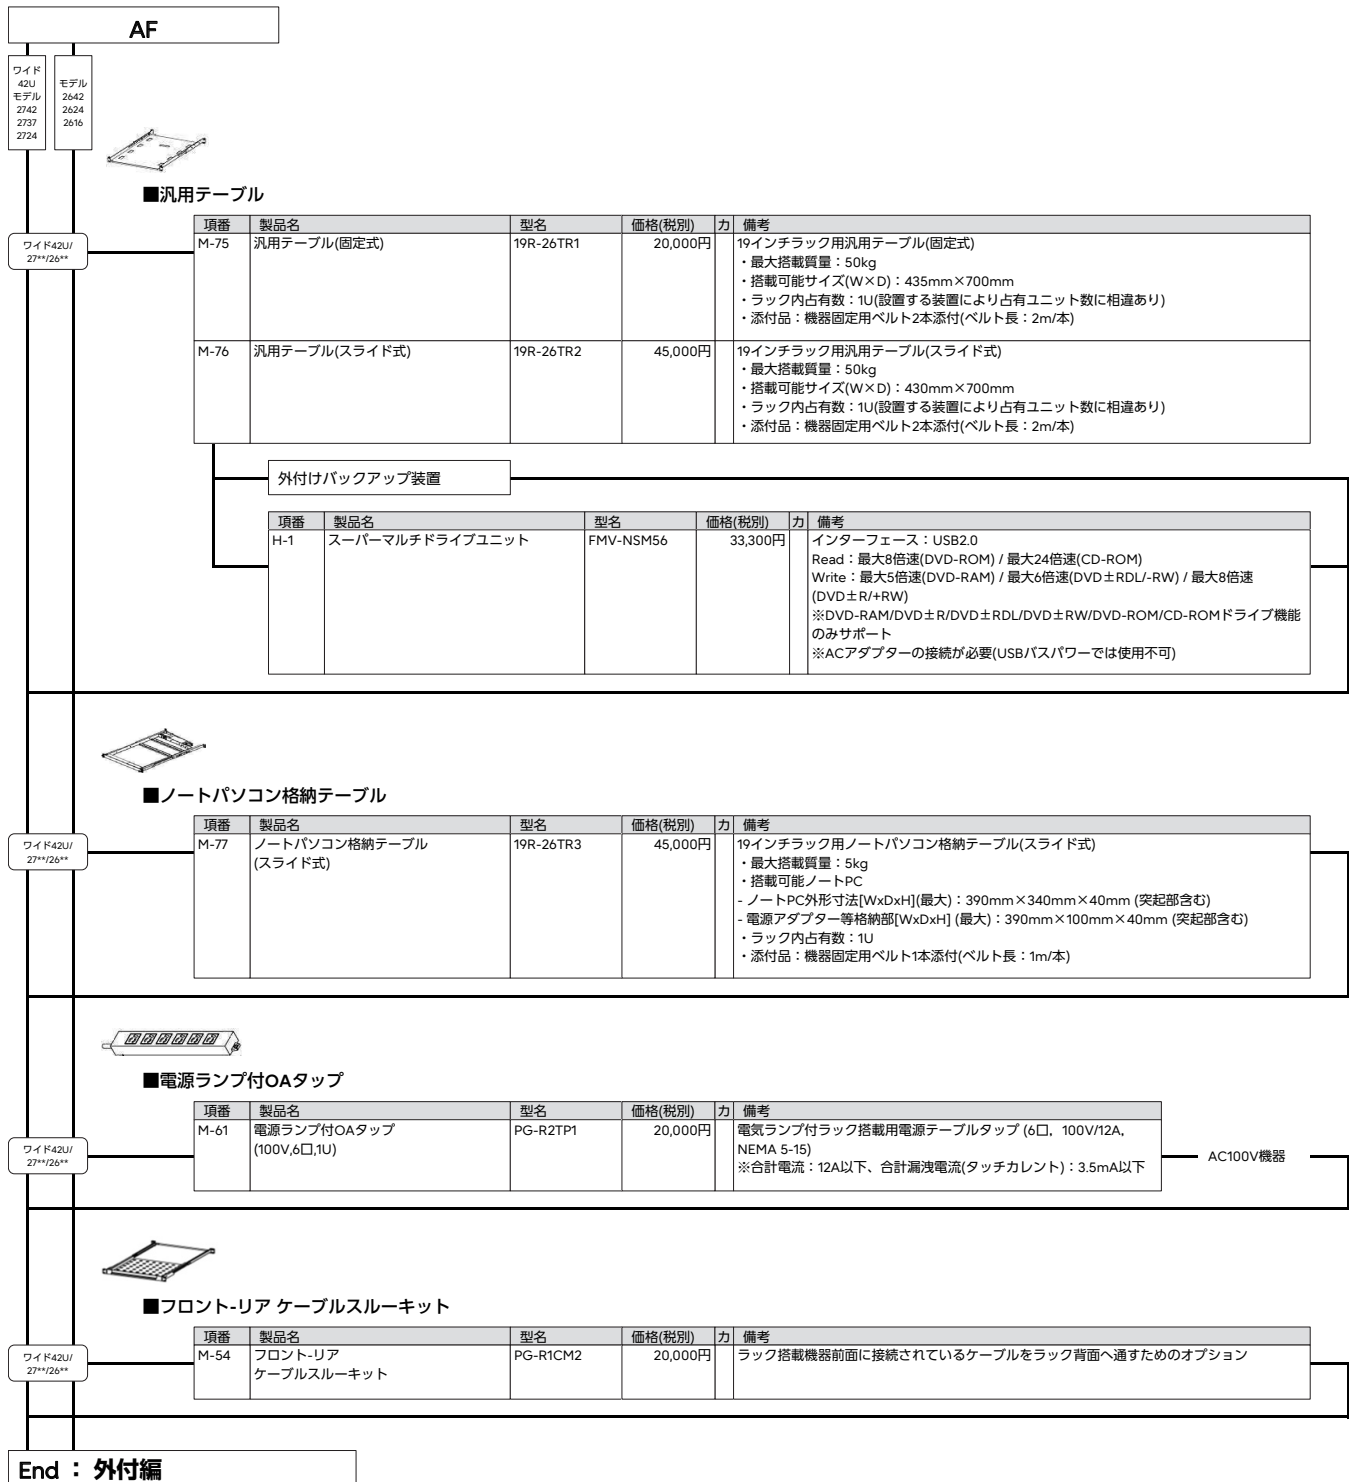 AF
ワイド
42U
モデル
2742
2737
2724
モデル
2642
2624
2616
■汎用テーブル
項番 製品名 型名 価格(税別) カ 備考
ワイド42U/
27**/26**
M-75 汎用テーブル(固定式) 19R-26TR1 20,000円 19インチラック用汎用テーブル(固定式)
・最大搭載質量：50kg
・搭載可能サイズ(W×D)：435mm×700mm
・ラック内占有数：1U(設置する装置により占有ユニット数に相違あり)
・添付品：機器固定用ベルト2本添付(ベルト長：2m/本)
M-76 汎用テーブル(スライド式) 19R-26TR2 45,000円 19インチラック用汎用テーブル(スライド式)
・最大搭載質量：50kg
・搭載可能サイズ(W×D)：430mm×700mm
・ラック内占有数：1U(設置する装置により占有ユニット数に相違あり)
・添付品：機器固定用ベルト2本添付(ベルト長：2m/本)
外付けバックアップ装置
項番 製品名 型名 価格(税別) カ 備考
H-1 スーパーマルチドライブユニット FMV-NSM56 33,300円 インターフェース：USB2.0
Read：最大8倍速(DVD-ROM) / 最大24倍速(CD-ROM)
Write：最大5倍速(DVD-RAM) / 最大6倍速(DVD±RDL/-RW) / 最大8倍速
(DVD±R/+RW)
※DVD-RAM/DVD±R/DVD±RDL/DVD±RW/DVD-ROM/CD-ROMドライブ機能
のみサポート
※ACアダプターの接続が必要(USBバスパワーでは使用不可)
■ノートパソコン格納テーブル
項番 製品名 型名 価格(税別) カ 備考
ワイド42U/
27**/26**
M-77 ノートパソコン格納テーブル 19R-26TR3 45,000円 19インチラック用ノートパソコン格納テーブル(スライド式)
(スライド式)
・最大搭載質量：5kg
・搭載可能ノートPC
- ノートPC外形寸法[WxDxH](最大)：390mm×340mm×40mm (突起部含む)
- 電源アダプター等格納部[WxDxH] (最大)：390mm×100mm×40mm (突起部含む)
・ラック内占有数：1U
・添付品：機器固定用ベルト1本添付(ベルト長：1m/本)
■電源ランプ付OAタップ
項番 製品名 型名 価格(税別) カ 備考
ワイド42U/
27**/26**
M-61 電源ランプ付OAタップ PG-R2TP1 20,000円 電気ランプ付ラック搭載用電源テーブルタップ (6口，100V/12A,
(100V,6口,1U) NEMA 5-15)
※合計電流：12A以下、合計漏洩電流(タッチカレント)：3.5mA以下
AC100V機器
■フロント-リア ケーブルスルーキット
項番 製品名 型名 価格(税別) カ 備考
ワイド42U/
27**/26**
M-54 フロント-リア PG-R1CM2 20,000円 ラック搭載機器前面に接続されているケーブルをラック背面へ通すためのオプション
ケーブルスルーキット
End ： 外付編